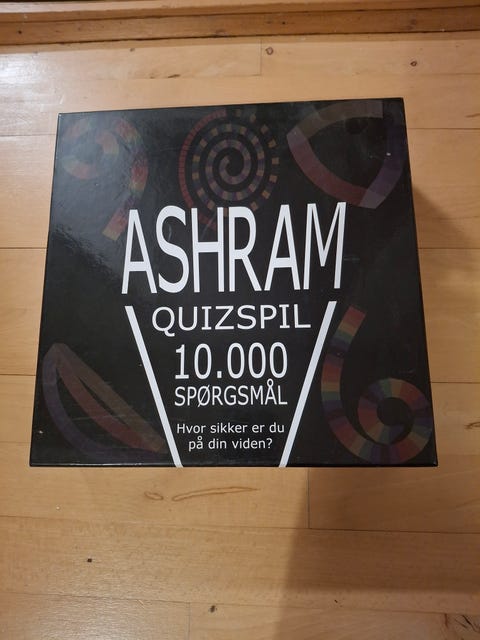 ASHRAM
QUIZSPIL
10.000
SPØRGSMÅL
Hvor sikker er du
på din viden?